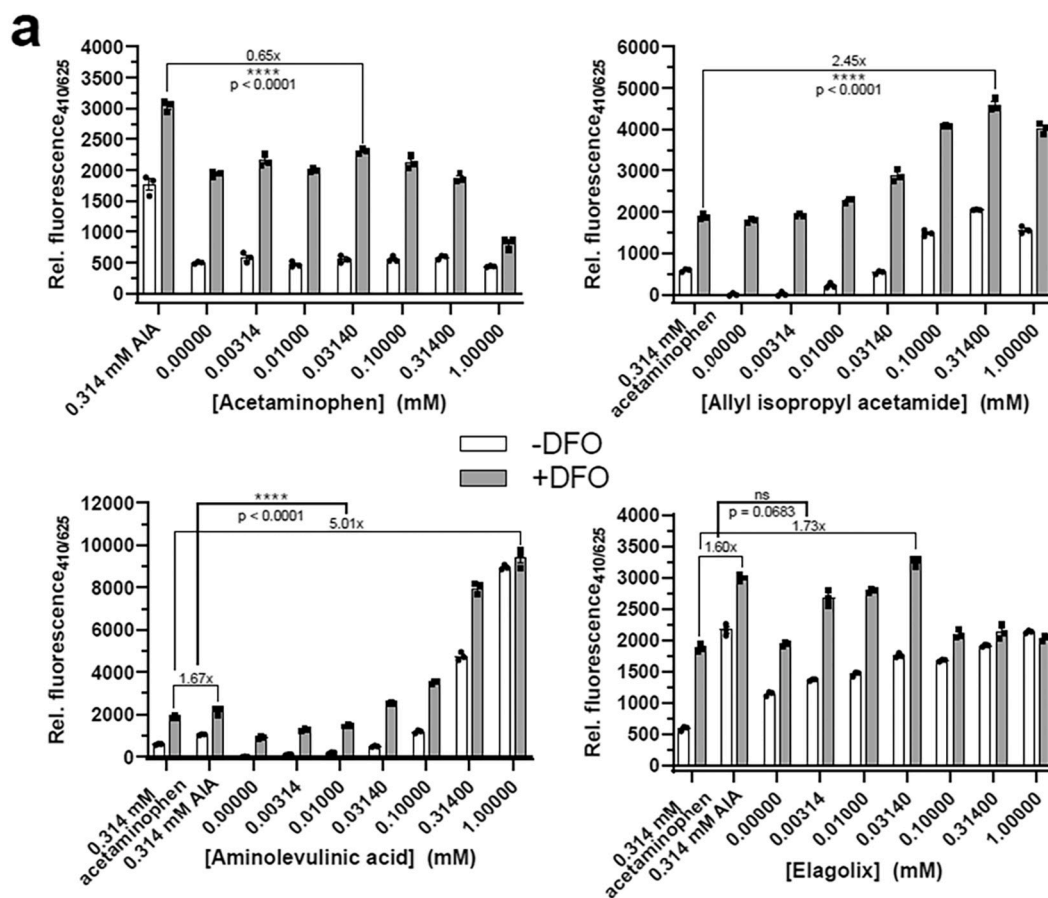 a
Rel. fluorescence410/625
4000
3500
3000
2500
2000
1500
1000
500
0
0.65x
****
p < 0.0001
0.314 mM AIA
0.00000
0.00314
0.01000
0.03140
0.10000
0.31400
1.00000
[Acetaminophen] (mM)
Rel. fluorescence410/625
6000
5000
4000
3000
2000
1000
0
2.45x
****
p < 0.0001
0.314 mM
acetaminophen
0.00000
0.00314
0.01000
0.03140
0.10000
0.31400
1.00000
[Allyl isopropyl acetamide] (mM)
-DFO
+DFO
Rel. fluorescence410/625
12000
10000
8000
6000
4000
2000
0
****
p < 0.0001
5.01x
1.67x
0.314 mM
acetaminophen
0.314 mM AIA
0.00000
0.00314
0.01000
0.03140
0.10000
0.31400
1.00000
[Aminolevulinic acid] (mM)
Rel. fluorescence410/625
4000
3500
3000
2500
2000
1500
1000
500
0
ns
p = 0.0683
1.73x
1.60x
0.314 mM
acetaminophen
0.314 mM AIA
0.00000
0.00314
0.01000
0.03140
0.10000
0.31400
1.00000
[Elagolix] (mM)